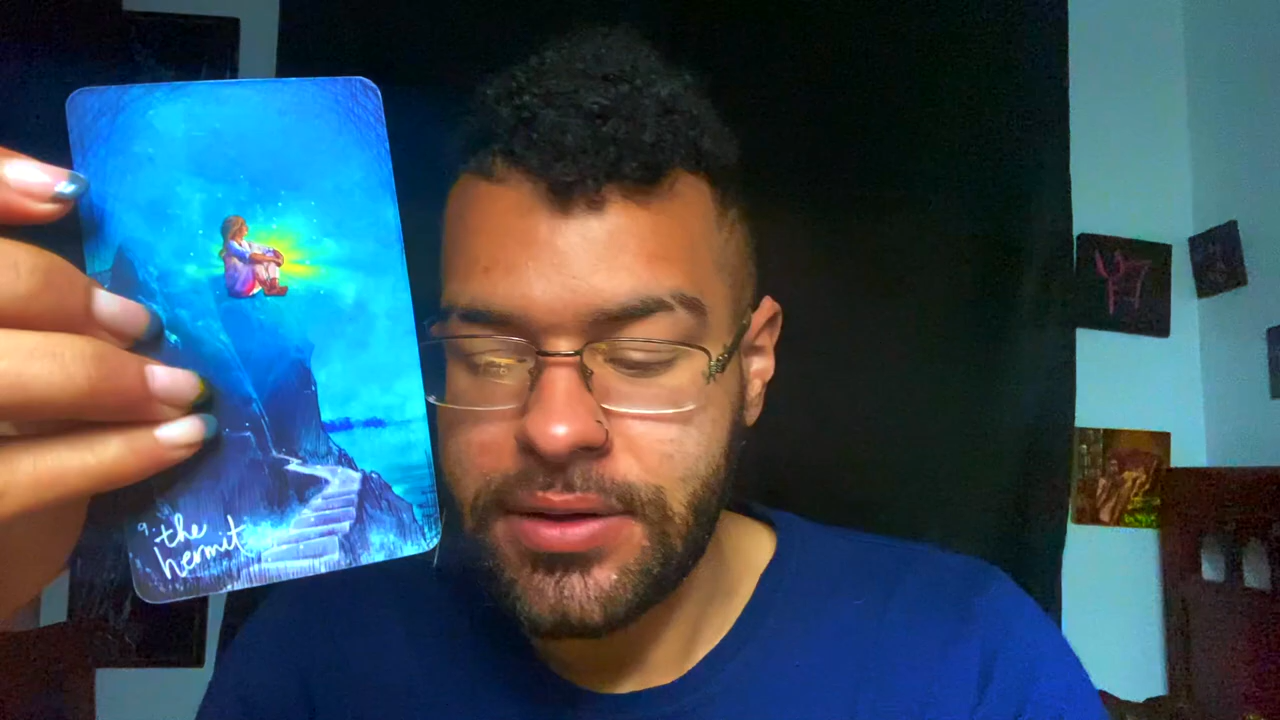 9. the
hermit